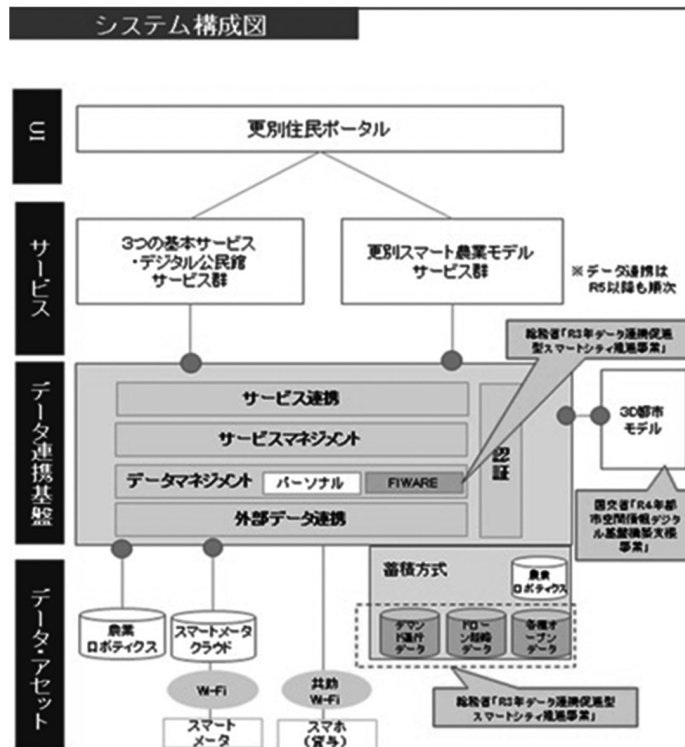 システム構成図
UI
更別住民ポータル
サービス
3つの基本サービス
・デジタル公民館
サービス群
更別スマート農業モデル
サービス群
※データ連携は
R5以降も順次
総務省「R3年データ連携促進
型スマートシティ推進事業」
データ連携基盤
サービス連携
サービスマネジメント
データマネジメント
パーソナル
FIWARE
外部データ連携
認証
3D都市
モデル
国交省「R4年都
市空間情報デジタ
ル基盤構築支援
事業」
データ・アセット
蓄積方式
農業
ロボティクス
デマン
ド運行
データ
ドロー
ン経路
データ
各種オ
ープン
データ
農業
ロボティクス
スマートメータ
クラウド
Wi-Fi
共助
Wi-Fi
スマート
メータ
スマホ
(貸与)
総務省「R3年データ連携促進型
スマートシティ推進事業」